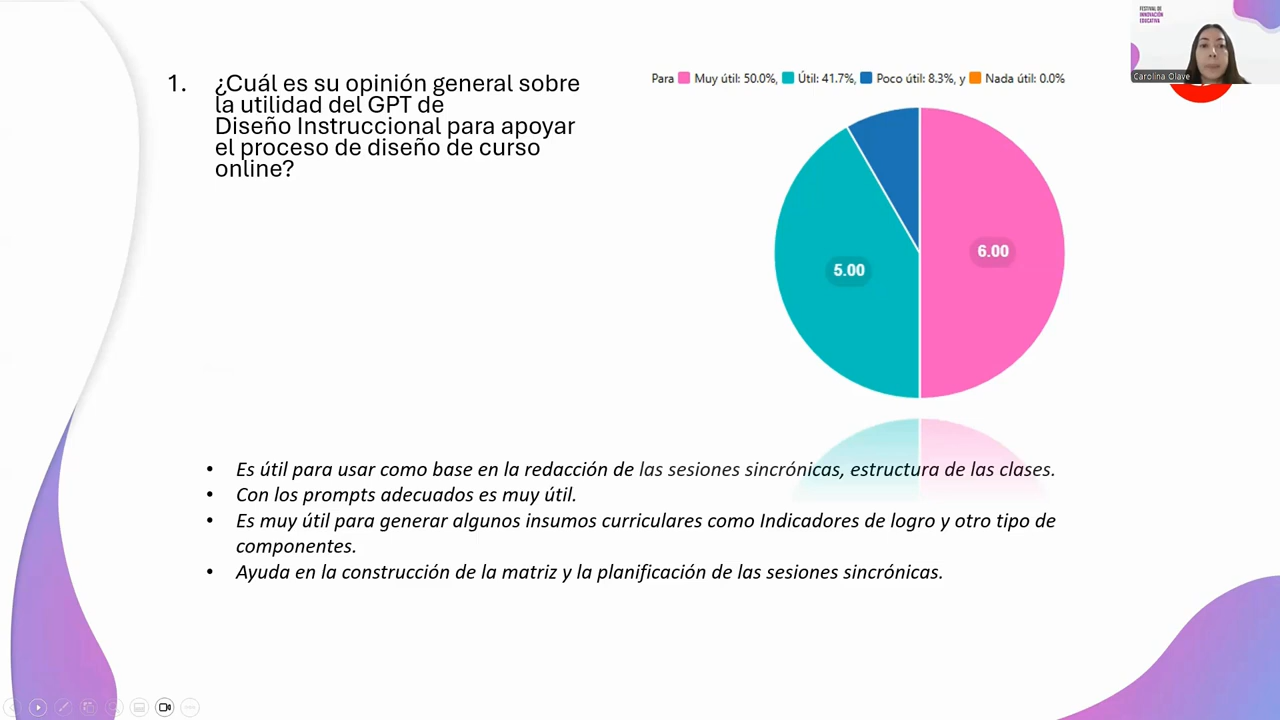 FESTIVAL DE
INNOVACIÓN
EDUCATIVA
Carolina Olave
1. ¿Cuál es su opinión general sobre
la utilidad del GPT de
Diseño Instruccional para apoyar
el proceso de diseño de curso
online?
Para Muy útil: 50.0%, Útil: 41.7%, Poco útil: 8.3%, y Nada útil: 0.0%
6.00
5.00
• Es útil para usar como base en la redacción de las sesiones sincrónicas, estructura de las clases.
• Con los prompts adecuados es muy útil.
• Es muy útil para generar algunos insumos curriculares como Indicadores de logro y otro tipo de
componentes.
• Ayuda en la construcción de la matriz y la planificación de las sesiones sincrónicas.